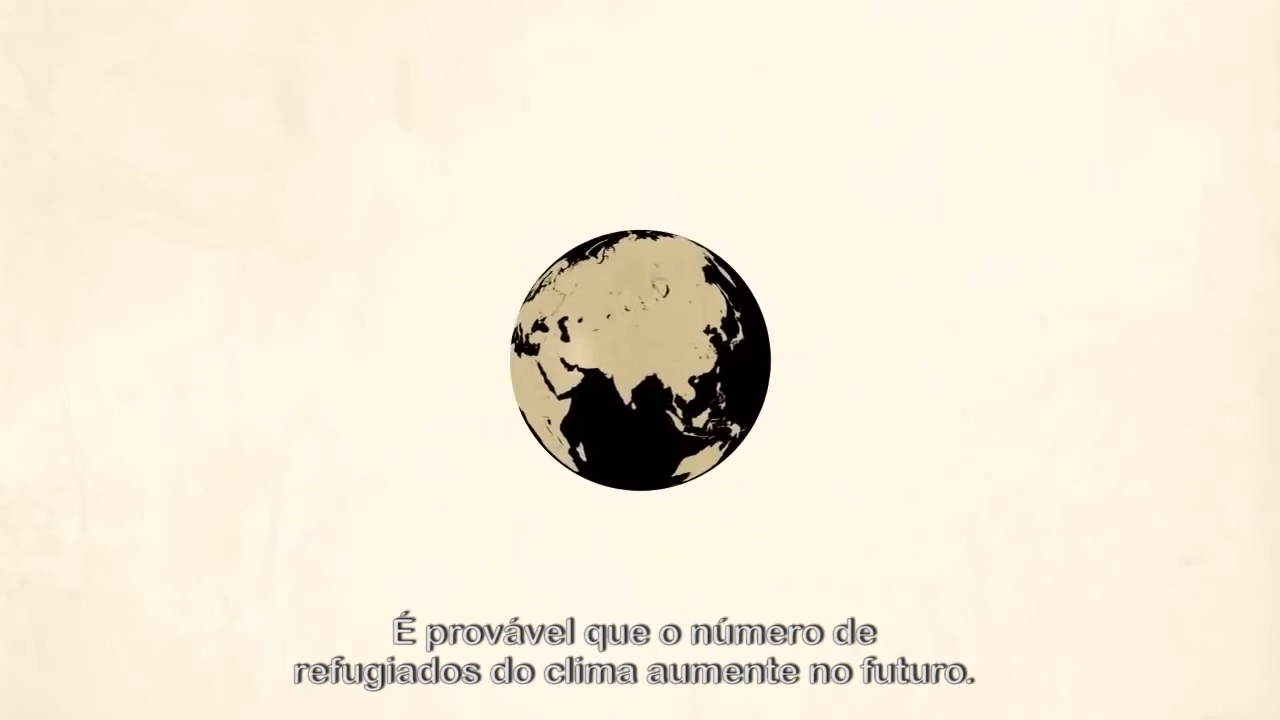 É provável que o número de
refugiados do clima aumente no futuro.